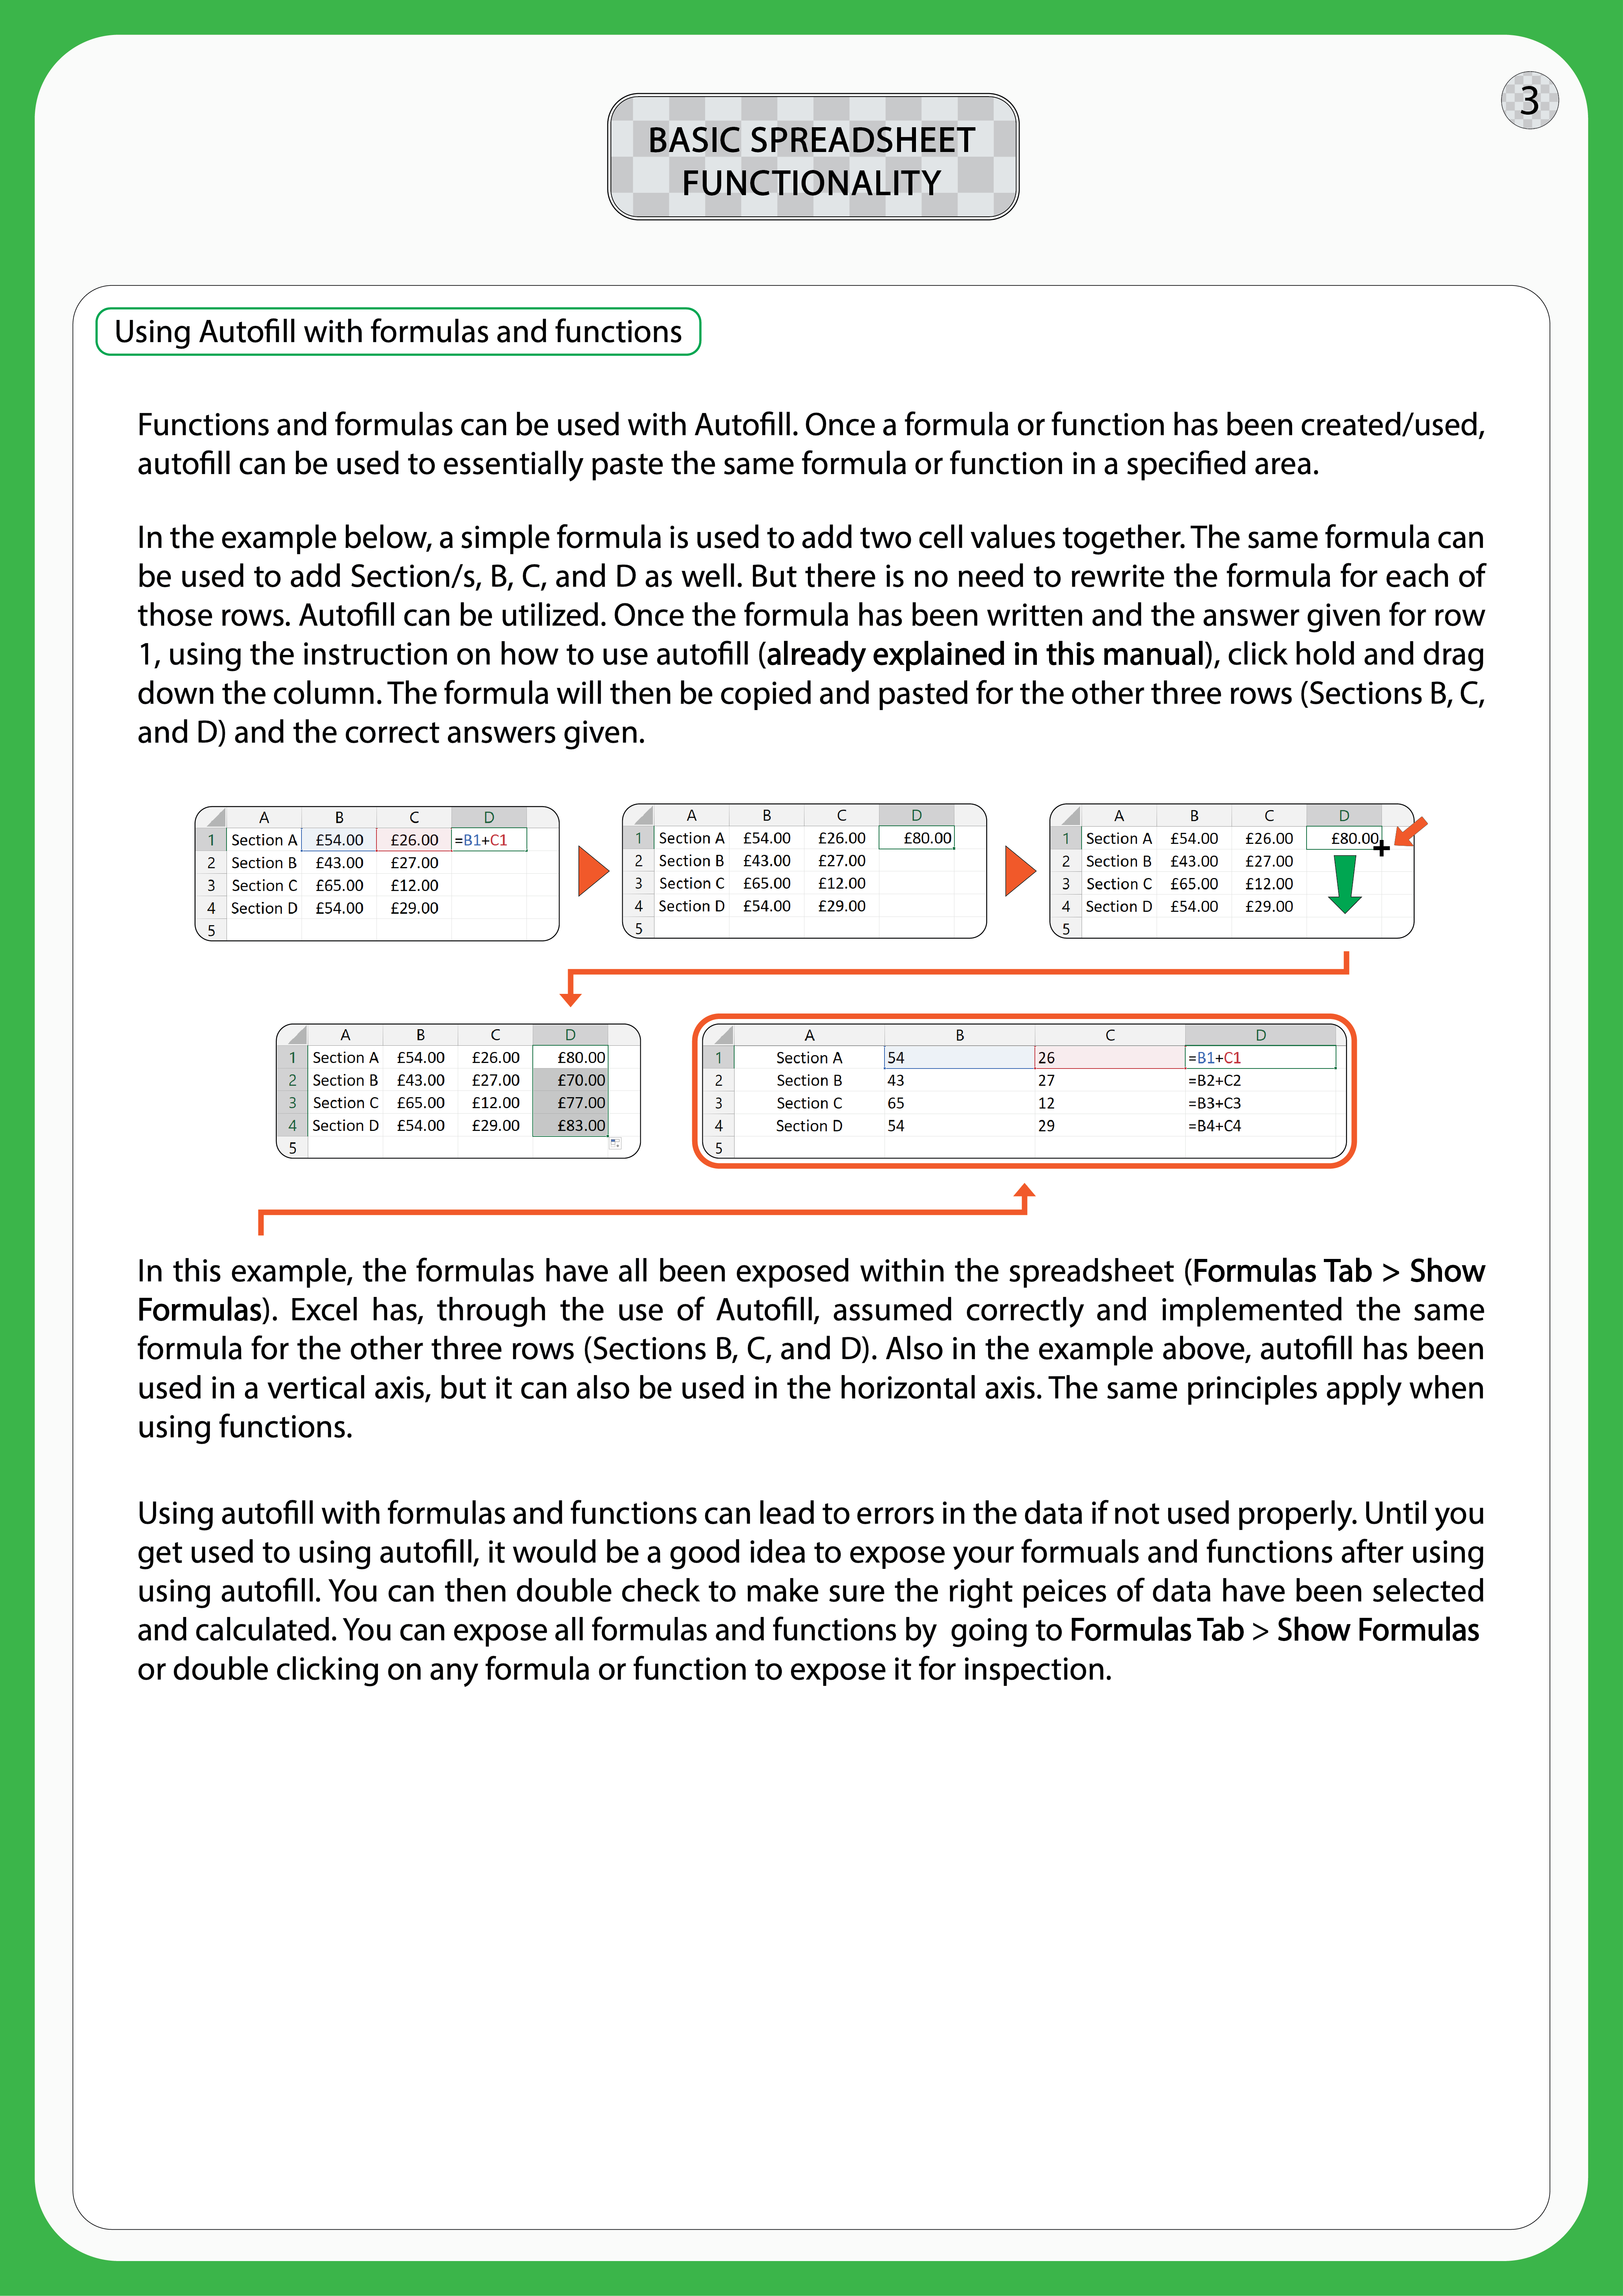 3
BASIC SPREADSHEET
FUNCTIONALITY
Using Autofill with formulas and functions
Functions and formulas can be used with Autofill. Once a formula or function has been created/used,
autofill can be used to essentially paste the same formula or function in a specified area.
In the example below, a simple formula is used to add two cell values together. The same formula can
be used to add Section/s, B, C, and D as well. But there is no need to rewrite the formula for each of
those rows. Autofill can be utilized. Once the formula has been written and the answer given for row
1, using the instruction on how to use autofill (already explained in this manual), click hold and drag
down the column. The formula will then be copied and pasted for the other three rows (Sections B, C,
and D) and the correct answers given.
A B C D
1 Section A £54.00 £26.00 =B1+C1
2 Section B £43.00 £27.00
3 Section C £65.00 £12.00
4 Section D £54.00 £29.00
5
A B C D
1 Section A £54.00 £26.00 £80.00
2 Section B £43.00 £27.00
3 Section C £65.00 £12.00
4 Section D £54.00 £29.00
5
A B C D
1 Section A £54.00 £26.00 £80.00
2 Section B £43.00 £27.00
3 Section C £65.00 £12.00
4 Section D £54.00 £29.00
5
A B C D
1 Section A £54.00 £26.00 £80.00
2 Section B £43.00 £27.00 £70.00
3 Section C £65.00 £12.00 £77.00
4 Section D £54.00 £29.00 £83.00
5
A B C D
1 Section A 54 26 =B1+C1
2 Section B 43 27 =B2+C2
3 Section C 65 12 =B3+C3
4 Section D 54 29 =B4+C4
5
In this example, the formulas have all been exposed within the spreadsheet (Formulas Tab > Show
Formulas). Excel has, through the use of Autofill, assumed correctly and implemented the same
formula for the other three rows (Sections B, C, and D). Also in the example above, autofill has been
used in a vertical axis, but it can also be used in the horizontal axis. The same principles apply when
using functions.
Using autofill with formulas and functions can lead to errors in the data if not used properly. Until you
get used to using autofill, it would be a good idea to expose your formuals and functions after using
using autofill. You can then double check to make sure the right peices of data have been selected
and calculated. You can expose all formulas and functions by going to Formulas Tab > Show Formulas
or double clicking on any formula or function to expose it for inspection.